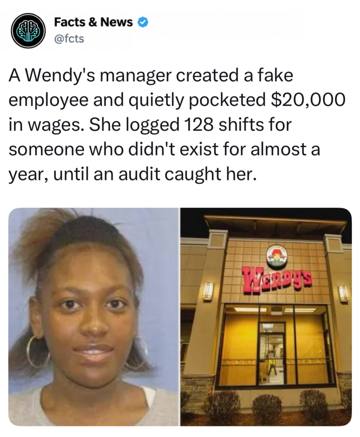 Facts & News
@fcts
A Wendy's manager created a fake
employee and quietly pocketed $20,000
in wages. She logged 128 shifts for
someone who didn't exist for almost a
year, until an audit caught her.
Wendy's